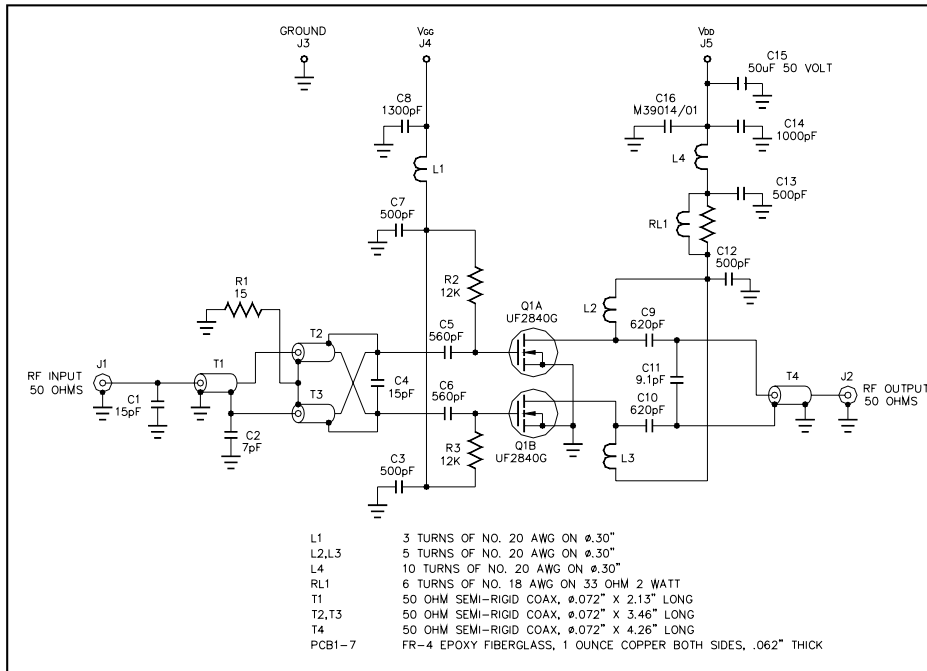 GROUND
J3
VGG
J4
VDD
J5
C15
50uF 50 VOLT
C8
1300pF
C16
M39014/01
C14
1000pF
L1
L4
C7
500pF
C13
500pF
RL1
R2
12K
C12
500pF
R1
15
L2
Q1A
UF2840G
C9
620pF
T2
C5
560pF
J1
T1
RF INPUT
50 OHMS
C1
15pF
T3
C4
15pF
C6
560pF
C11
9.1pF
C10
620pF
T4
J2
RF OUTPUT
50 OHMS
C2
7pF
R3
12K
Q1B
UF2840G
L3
C3
500pF
L1 3 TURNS OF NO. 20 AWG ON ø.30"
L2,L3 5 TURNS OF NO. 20 AWG ON ø.30"
L4 10 TURNS OF NO. 20 AWG ON ø.30"
RL1 6 TURNS OF NO. 18 AWG ON 33 OHM 2 WATT
T1 50 OHM SEMI-RIGID COAX, ø.072" X 2.13" LONG
T2,T3 50 OHM SEMI-RIGID COAX, ø.072" X 3.46" LONG
T4 50 OHM SEMI-RIGID COAX, ø.072" X 4.26" LONG
PCB1-7 FR-4 EPOXY FIBERGLASS, 1 OUNCE COPPER BOTH SIDES, .062" THICK